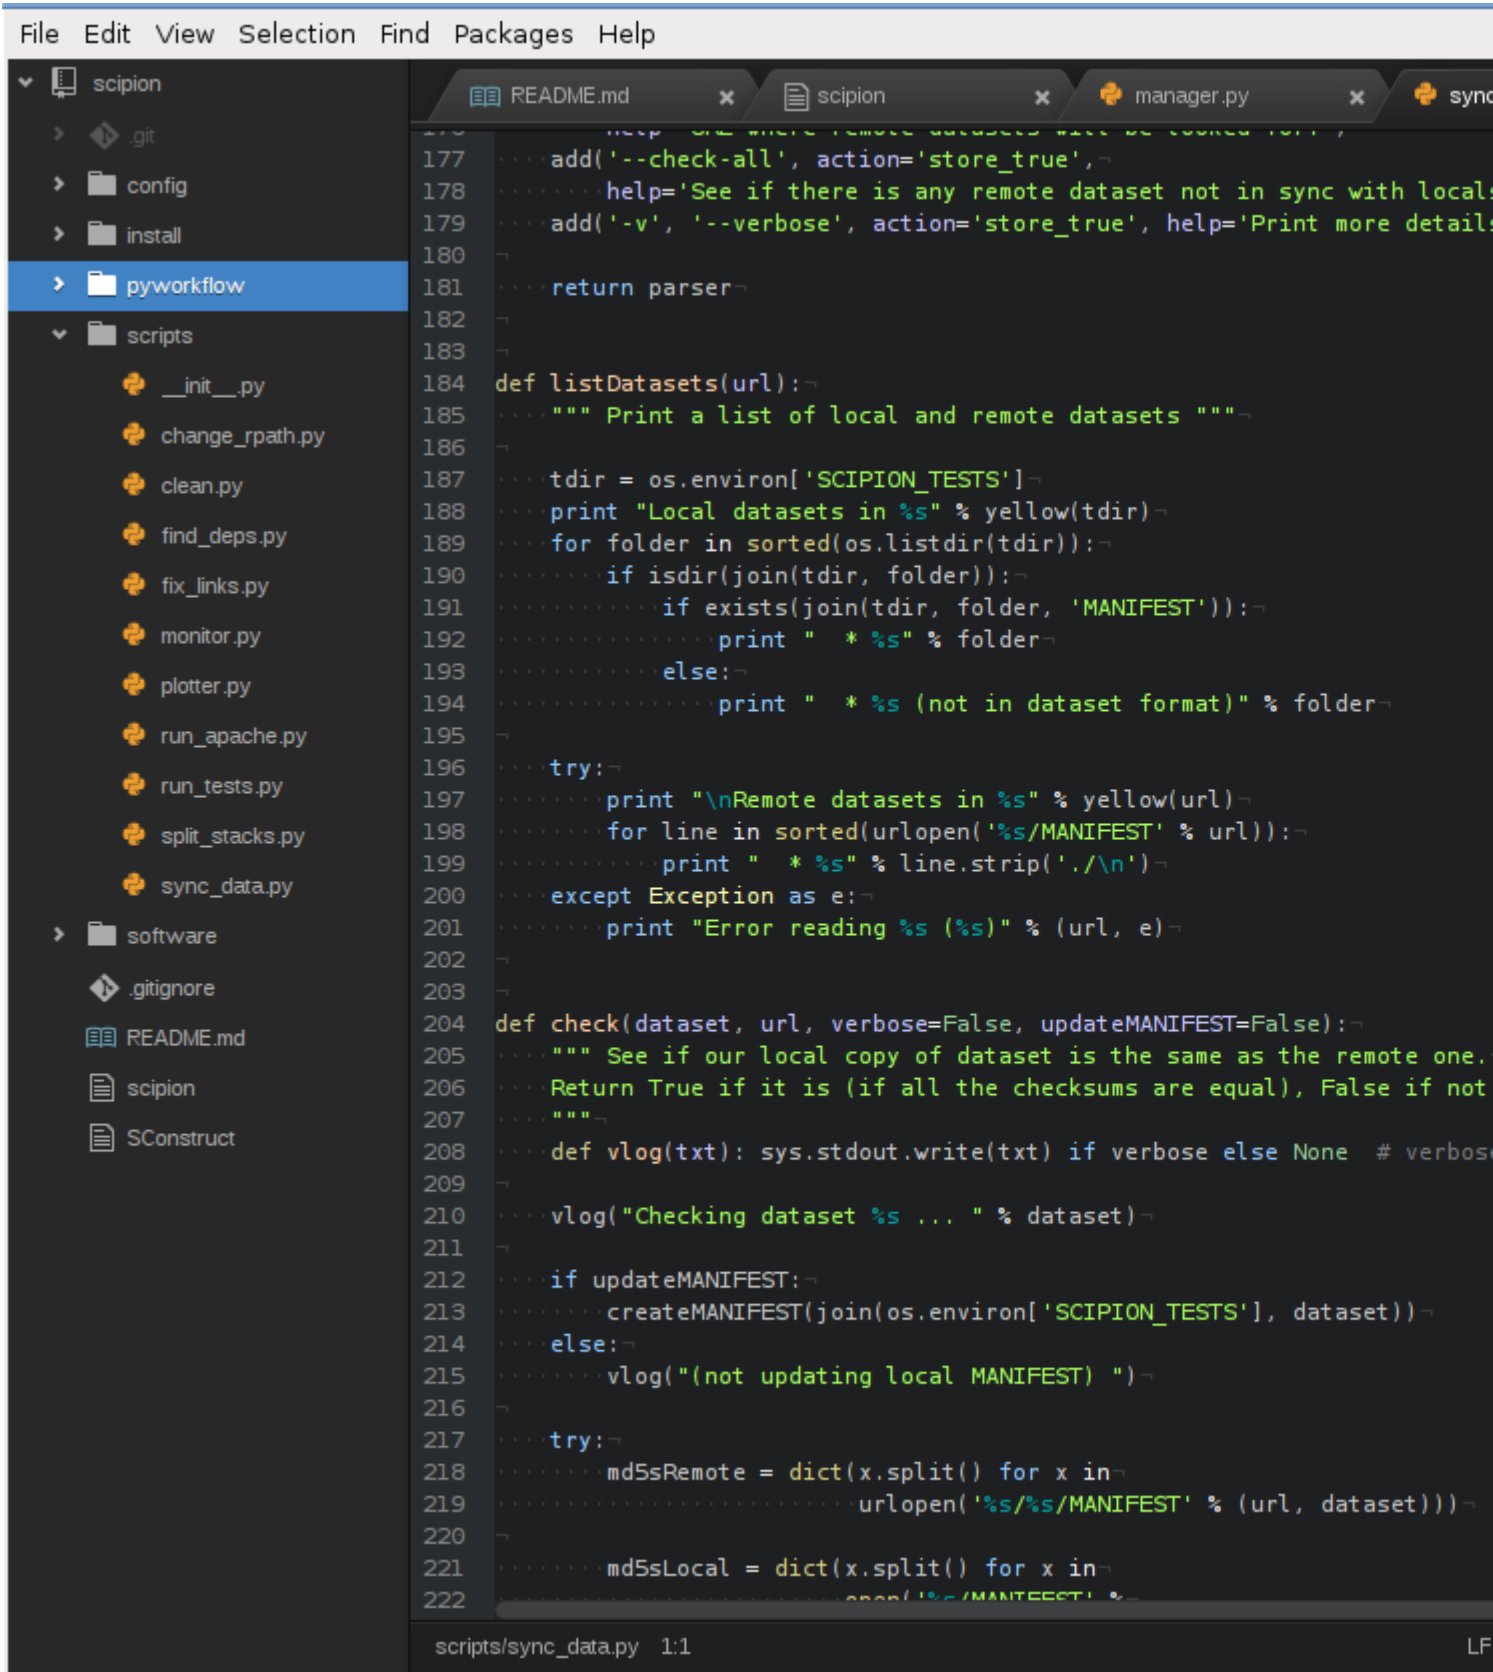 File Edit View Selection Find Packages Help
scipion
.git
config
install
pyworkflow
scripts
__init__.py
change_rpath.py
clean.py
find_deps.py
fix_links.py
monitor.py
plotter.py
run_apache.py
run_tests.py
split_stacks.py
sync_data.py
software
.gitignore
README.md
scipion
SConstruct
README.md scipion manager.py sync
177 add('--check-all', action='store_true',
178 help='See if there is any remote dataset not in sync with locals
179 add('-v', '--verbose', action='store_true', help='Print more details
180
181 return parser
182
183
184 def listDatasets(url):
185 """ Print a list of local and remote datasets """
186
187 tdir = os.environ['SCIPION_TESTS']
188 print "Local datasets in %s" % yellow(tdir)
189 for folder in sorted(os.listdir(tdir)):
190 if isdir(join(tdir, folder)):
191 if exists(join(tdir, folder, 'MANIFEST')):
192 print "  * %s" % folder
193 else:
194 print "  * %s (not in dataset format)" % folder
195
196 try:
197 print "\nRemote datasets in %s" % yellow(url)
198 for line in sorted(urlopen('%s/MANIFEST' % url)):
199 print "  * %s" % line.strip('./\n')
200 except Exception as e:
201 print "Error reading %s (%s)" % (url, e)
202
203
204 def check(dataset, url, verbose=False, updateMANIFEST=False):
205 """ See if our local copy of dataset is the same as the remote one.
206 Return True if it is (if all the checksums are equal), False if not
207 """
208 def vlog(txt): sys.stdout.write(txt) if verbose else None  # verbose
209
210 vlog("Checking dataset %s ... " % dataset)
211
212 if updateMANIFEST:
213 createMANIFEST(join(os.environ['SCIPION_TESTS'], dataset))
214 else:
215 vlog("(not updating local MANIFEST) ")
216
217 try:
218 md5sRemote = dict(x.split() for x in
219 urlopen('%s/%s/MANIFEST' % (url, dataset)))
220
221 md5sLocal = dict(x.split() for x in
222 open('%s/MANIFEST' %
scripts/sync_data.py 1:1 LF